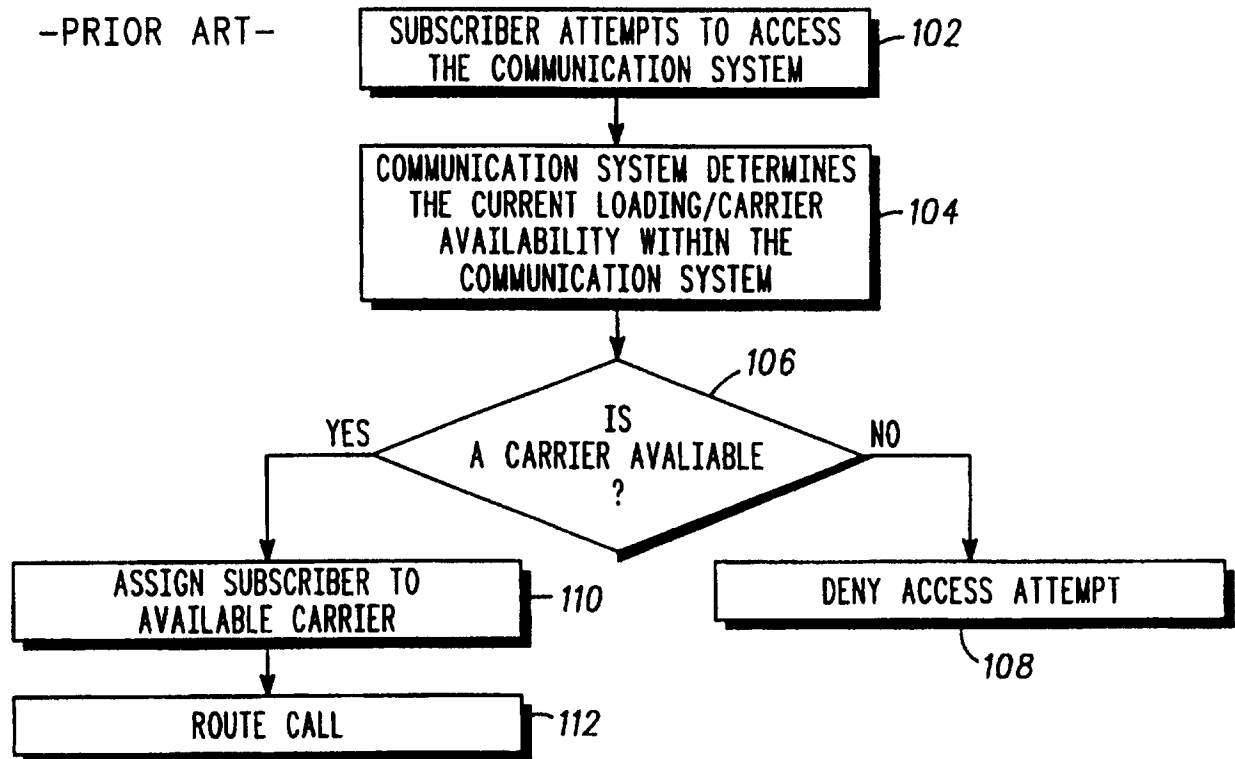 -PRIOR ART-
SUBSCRIBER ATTEMPTS TO ACCESS
THE COMMUNICATION SYSTEM
102
COMMUNICATION SYSTEM DETERMINES
THE CURRENT LOADING/CARRIER
AVAILABILITY WITHIN THE
COMMUNICATION SYSTEM
104
106
IS
A CARRIER AVALIABLE
?
YES
NO
ASSIGN SUBSCRIBER TO
AVAILABLE CARRIER
110
DENY ACCESS ATTEMPT
108
ROUTE CALL
112